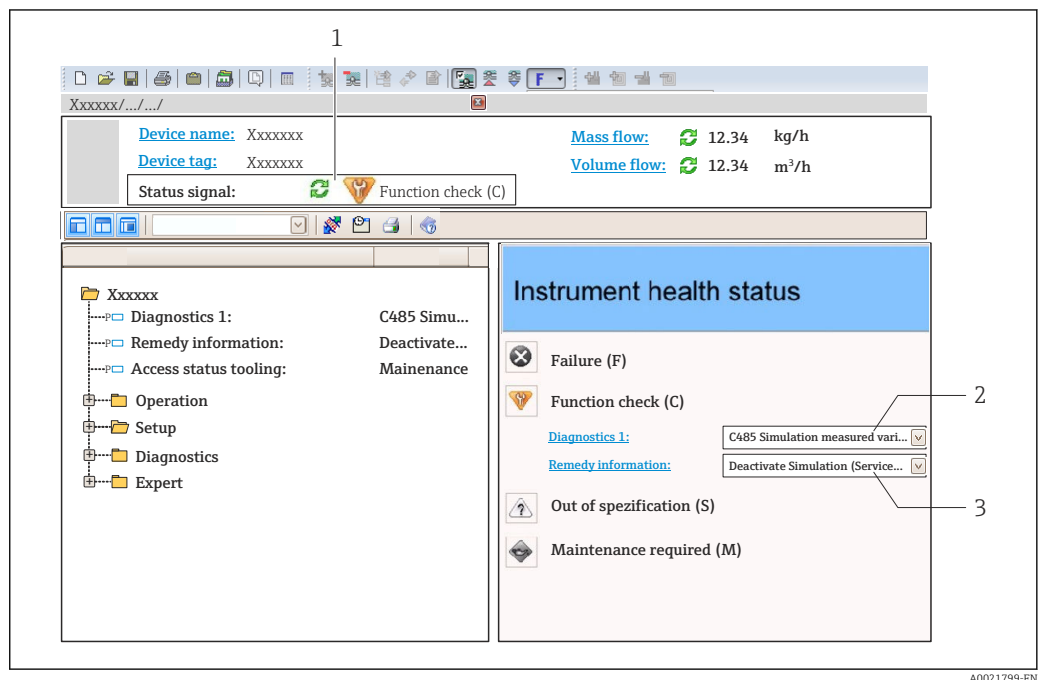 1
F
Xxxxxx/.../.../
Device name: Xxxxxxx
Mass flow: 12.34 kg/h
Device tag: Xxxxxxx
Volume flow: 12.34 m³/h
Status signal: Function check (C)
Xxxxxx
Instrument health status
P Diagnostics 1: C485 Simu...
P Remedy information: Deactivate...
P Access status tooling: Mainenance
Operation
Setup
Diagnostics
Expert
Failure (F)
Function check (C)
2
Diagnostics 1: C485 Simulation measured vari...
Remedy information: Deactivate Simulation (Service...
3
Out of spezification (S)
Maintenance required (M)
A0021799-EN